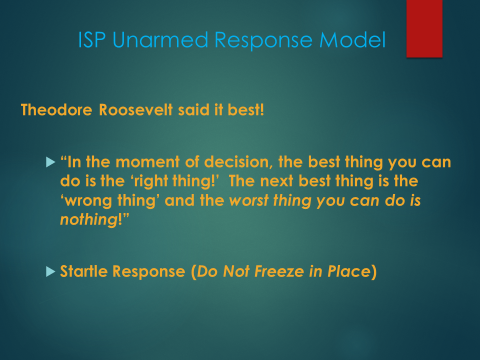 ISP Unarmed Response Model
Theodore Roosevelt said it best!
“In the moment of decision, the best thing you can
do is the ‘right thing!’  The next best thing is the
‘wrong thing’ and the worst thing you can do is
nothing!”
Startle Response (Do Not Freeze in Place)